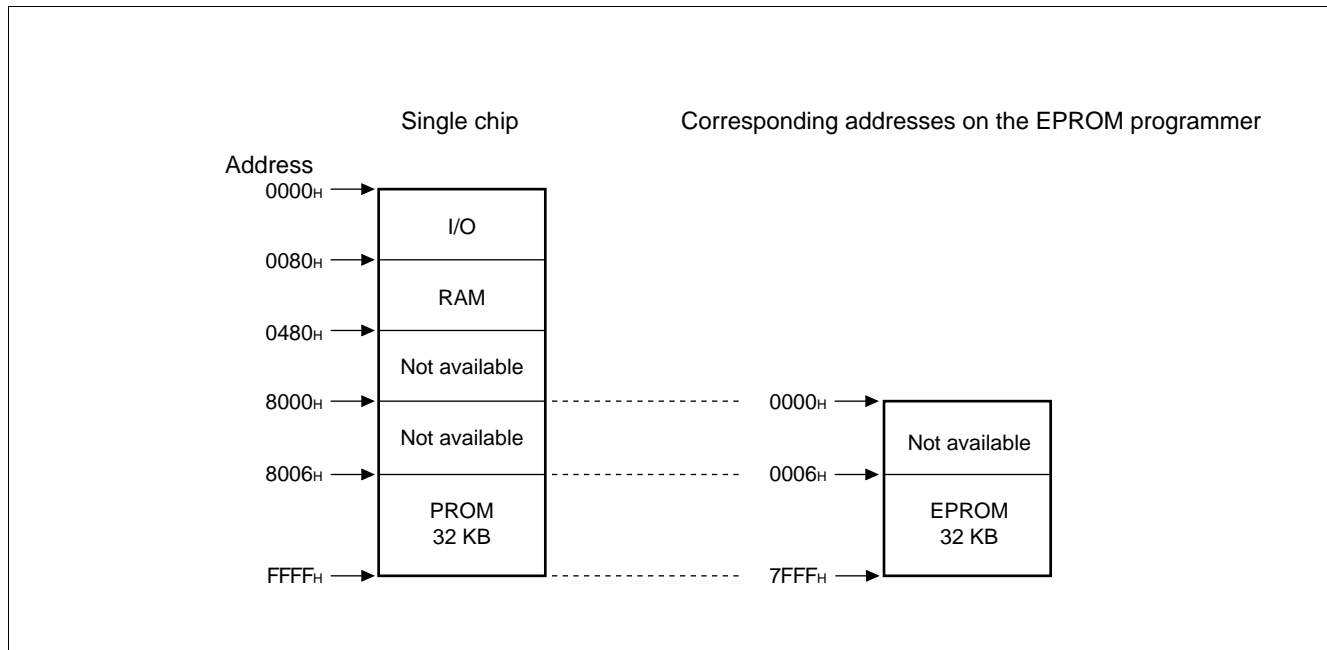 Single chip
Corresponding addresses on the EPROM programmer
Address
0000H
I/O
0080H
RAM
0480H
Not available
8000H
0000H
Not available
Not available
8006H
0006H
PROM
32 KB
EPROM
32 KB
FFFFH
7FFFH